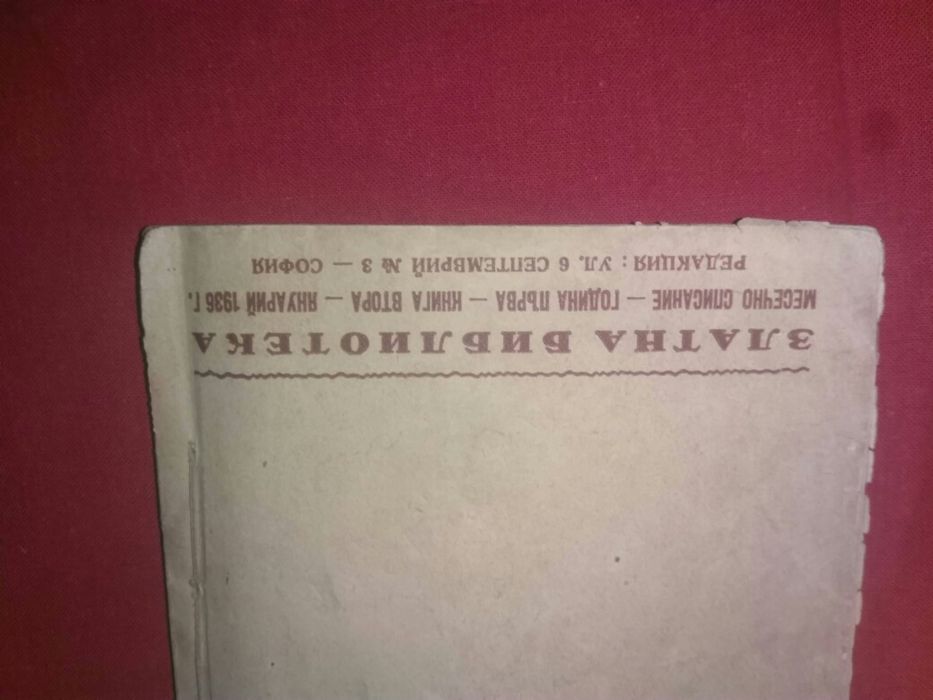 ЗЛАТНА БИБЛИОТЕКА
МЕСЕЧНО СПИСАНИЕ — ГОДИНА ПЪРВА — КНИГА ВТОРА — ЯНУАРИЙ 1936 Г.
РЕДАКЦИЯ: УЛ. 6 СЕПТЕМВРИЙ № 3 — СОФИЯ